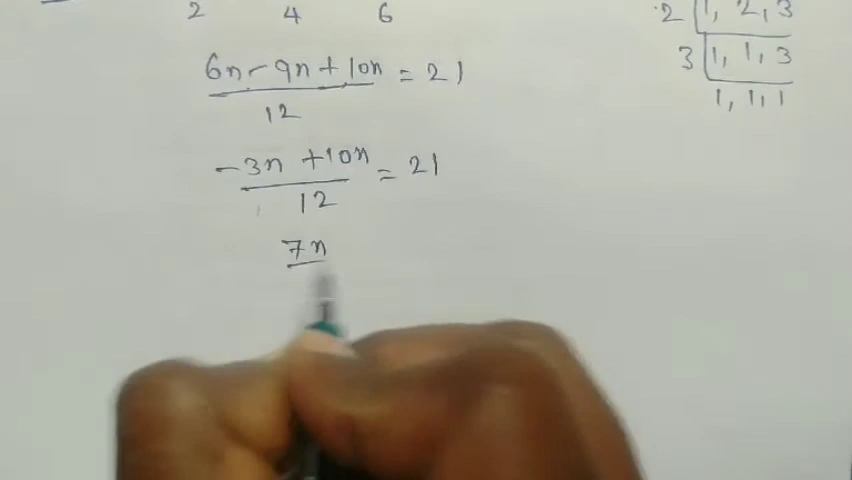 2 4 6
6n - 9n + 10n = 21
12
-3n + 10n = 21
12
7n
2 1, 2, 3
3 1, 1, 3
1, 1, 1